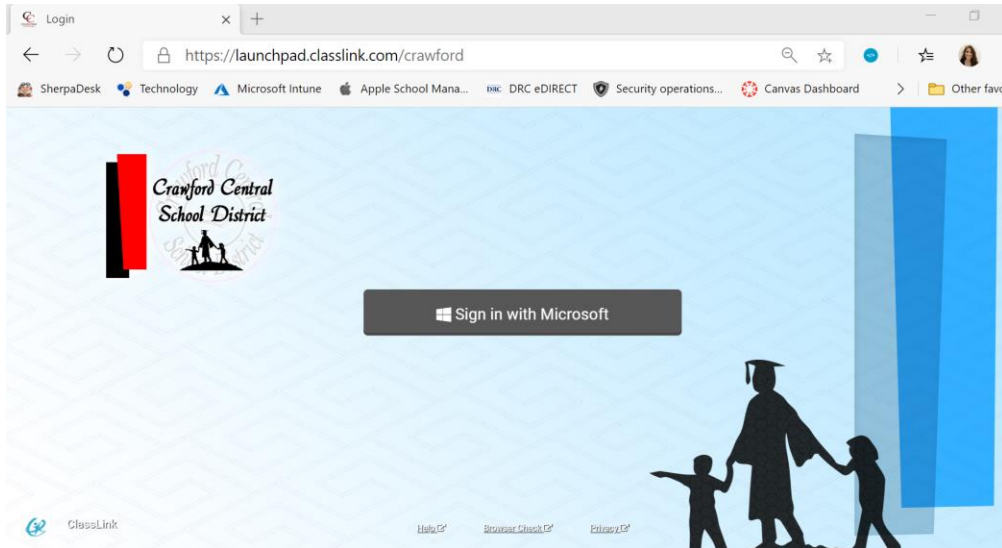 Login
https://launchpad.classlink.com/crawford
SherpaDesk Technology Microsoft Intune Apple School Mana... DRC DRC eDIRECT Security operations... Canvas Dashboard Other favo
Crawford Central
School District
Sign in with Microsoft
ClassLink Help Browser Check Privacy